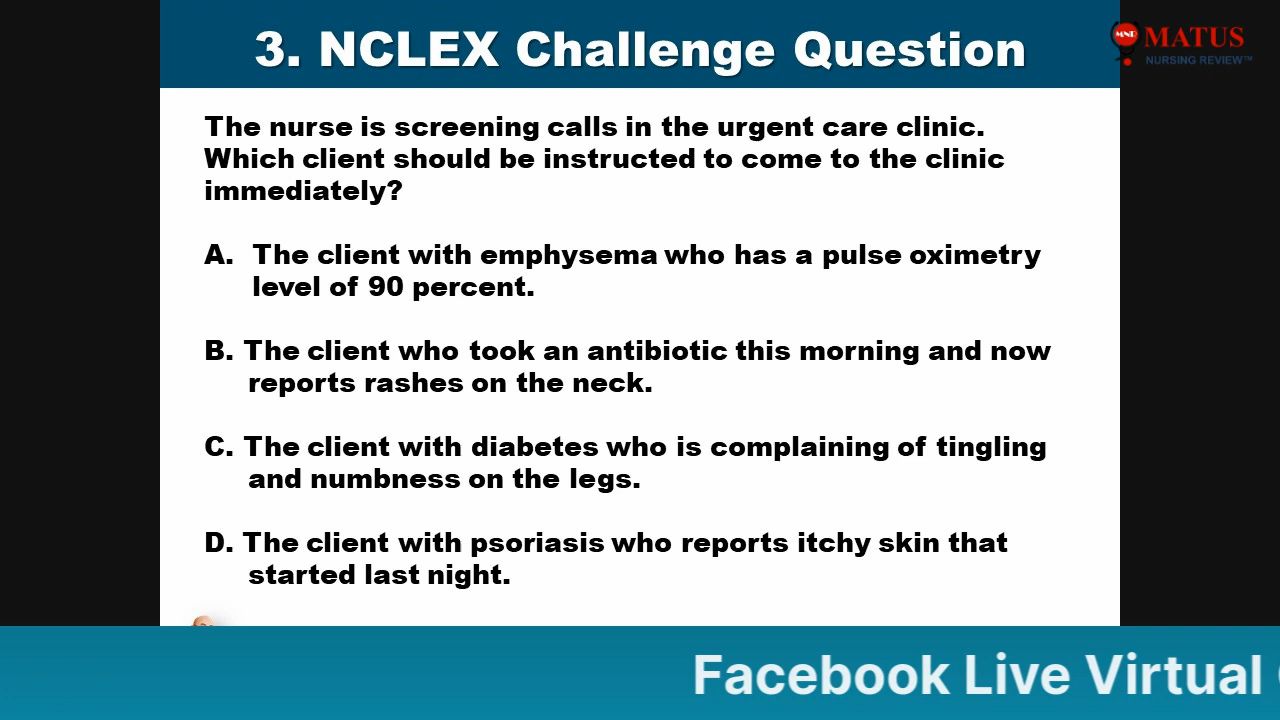 3. NCLEX Challenge Question
MNR MATUS
NURSING REVIEW™
The nurse is screening calls in the urgent care clinic.
Which client should be instructed to come to the clinic
immediately?
A. The client with emphysema who has a pulse oximetry
level of 90 percent.
B. The client who took an antibiotic this morning and now
reports rashes on the neck.
C. The client with diabetes who is complaining of tingling
and numbness on the legs.
D. The client with psoriasis who reports itchy skin that
started last night.
Facebook Live Virtual